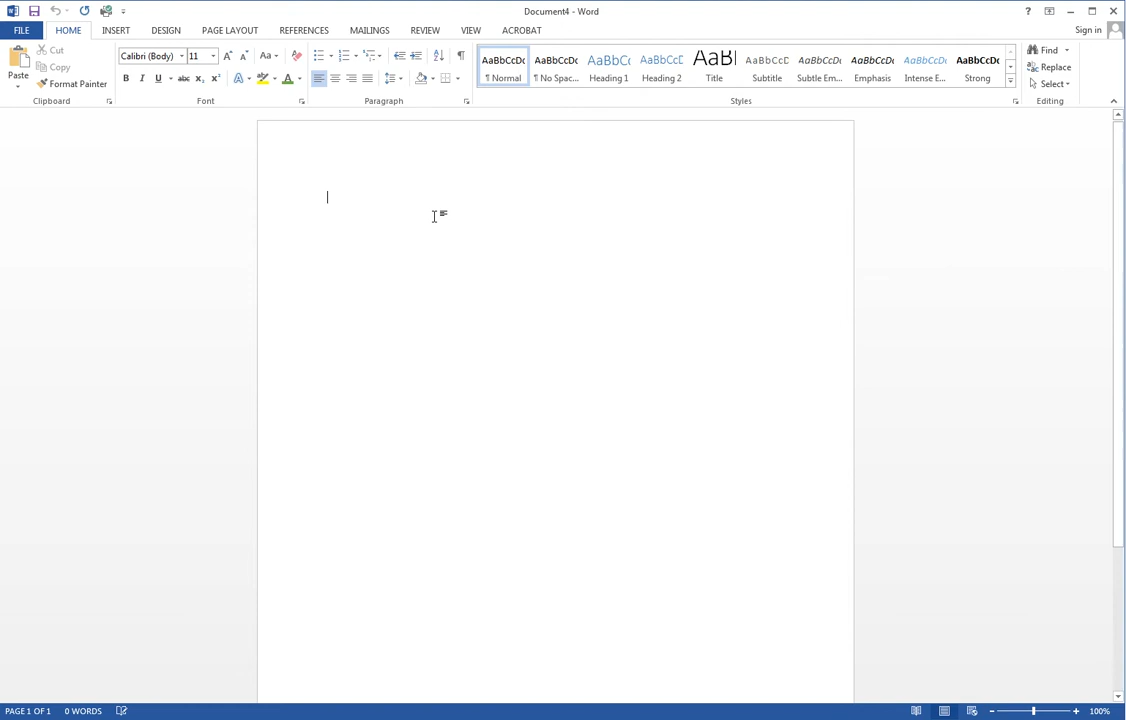 Document4 - Word
FILE HOME INSERT DESIGN PAGE LAYOUT REFERENCES MAILINGS REVIEW VIEW ACROBAT Sign in
Paste
Cut
Copy
Format Painter
Clipboard
Calibri (Body) 11
Font
Paragraph
AaBbCcDc AaBbCcDc AaBbCc AaBbCcD AaB AaBbCcD AaBbCcDc AaBbCcDc AaBbCcDc AaBbCcDc
¶ Normal ¶ No Spac... Heading 1 Heading 2 Title Subtitle Subtle Em... Emphasis Intense E... Strong
Styles
Find
Replace
Select
Editing
PAGE 1 OF 1 0 WORDS 100%